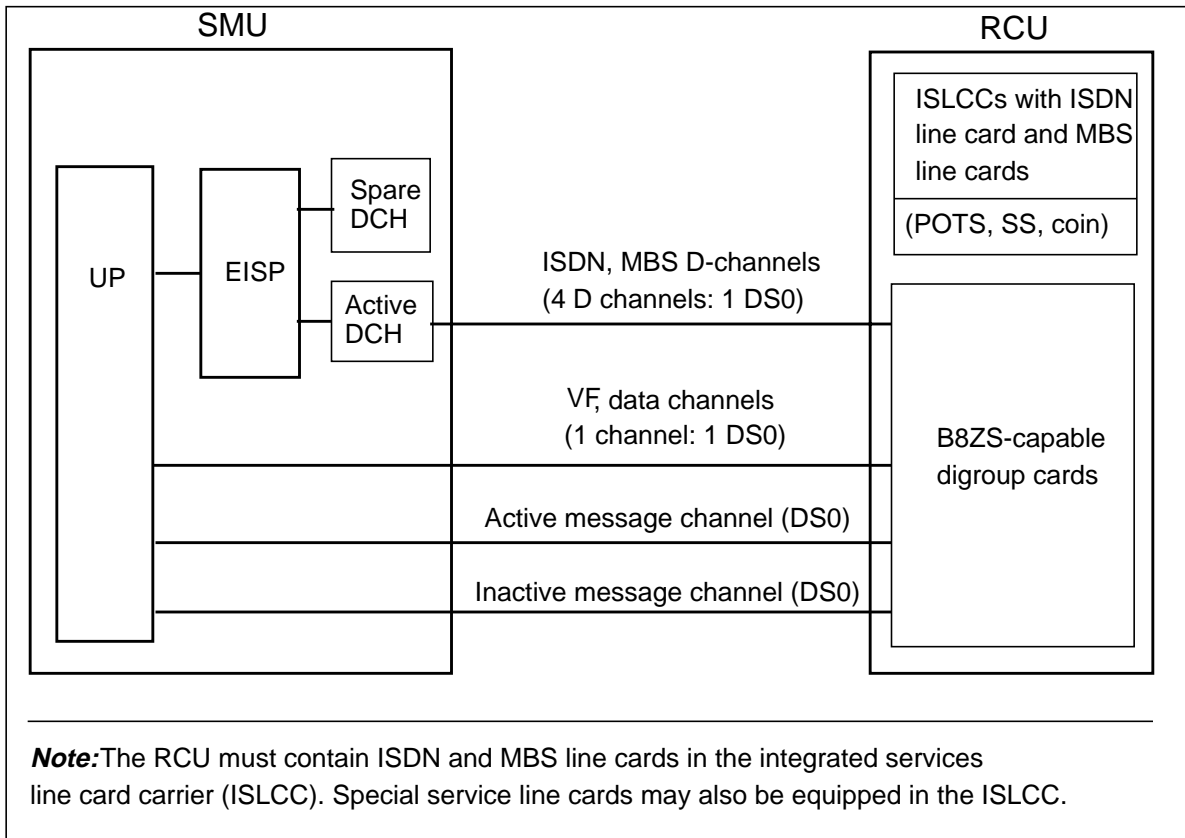 SMU
RCU
ISLCCs with ISDN
line card and MBS
line cards
(POTS, SS, coin)
Spare
DCH
UP
EISP
Active
DCH
ISDN, MBS D-channels
(4 D channels: 1 DS0)
VF, data channels
(1 channel: 1 DS0)
B8ZS-capable
digroup cards
Active message channel (DS0)
Inactive message channel (DS0)
Note:The RCU must contain ISDN and MBS line cards in the integrated services
line card carrier (ISLCC). Special service line cards may also be equipped in the ISLCC.